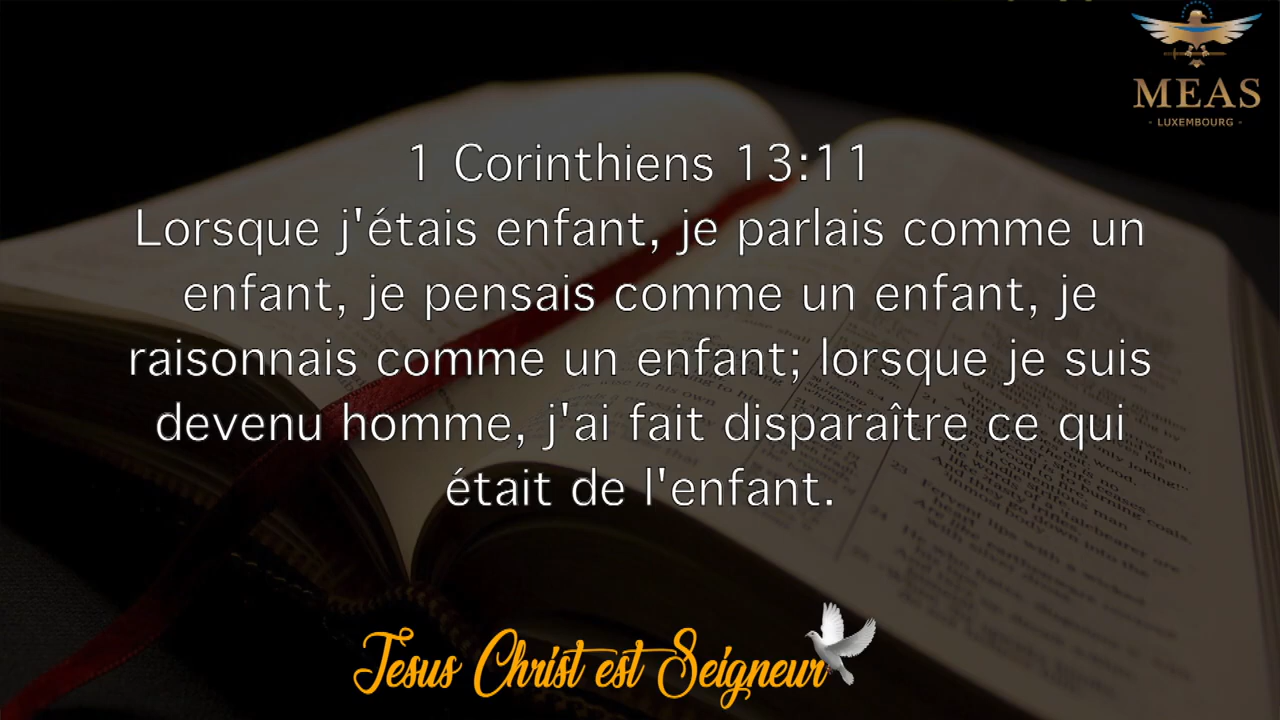 MEAS
- LUXEMBOURG -
1 Corinthiens 13:11
Lorsque j'étais enfant, je parlais comme un
enfant, je pensais comme un enfant, je
raisonnais comme un enfant; lorsque je suis
devenu homme, j'ai fait disparaître ce qui
était de l'enfant.
Jesus Christ est Seigneur